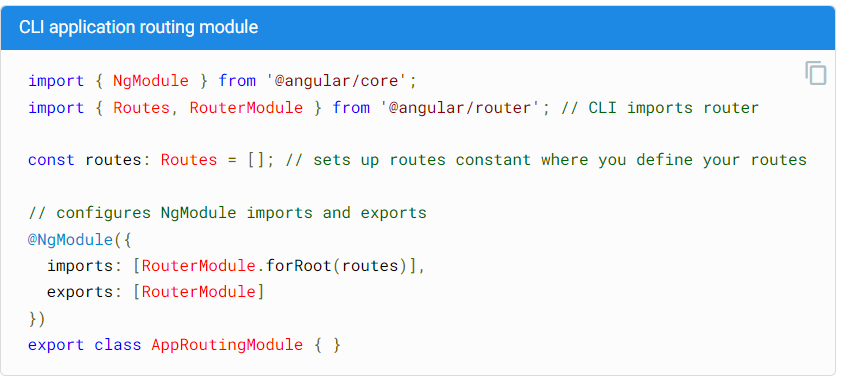 CLI application routing module
import { NgModule } from '@angular/core';
import { Routes, RouterModule } from '@angular/router'; // CLI imports router
const routes: Routes = []; // sets up routes constant where you define your routes
// configures NgModule imports and exports
@NgModule({
  imports: [RouterModule.forRoot(routes)],
  exports: [RouterModule]
})
export class AppRoutingModule { }